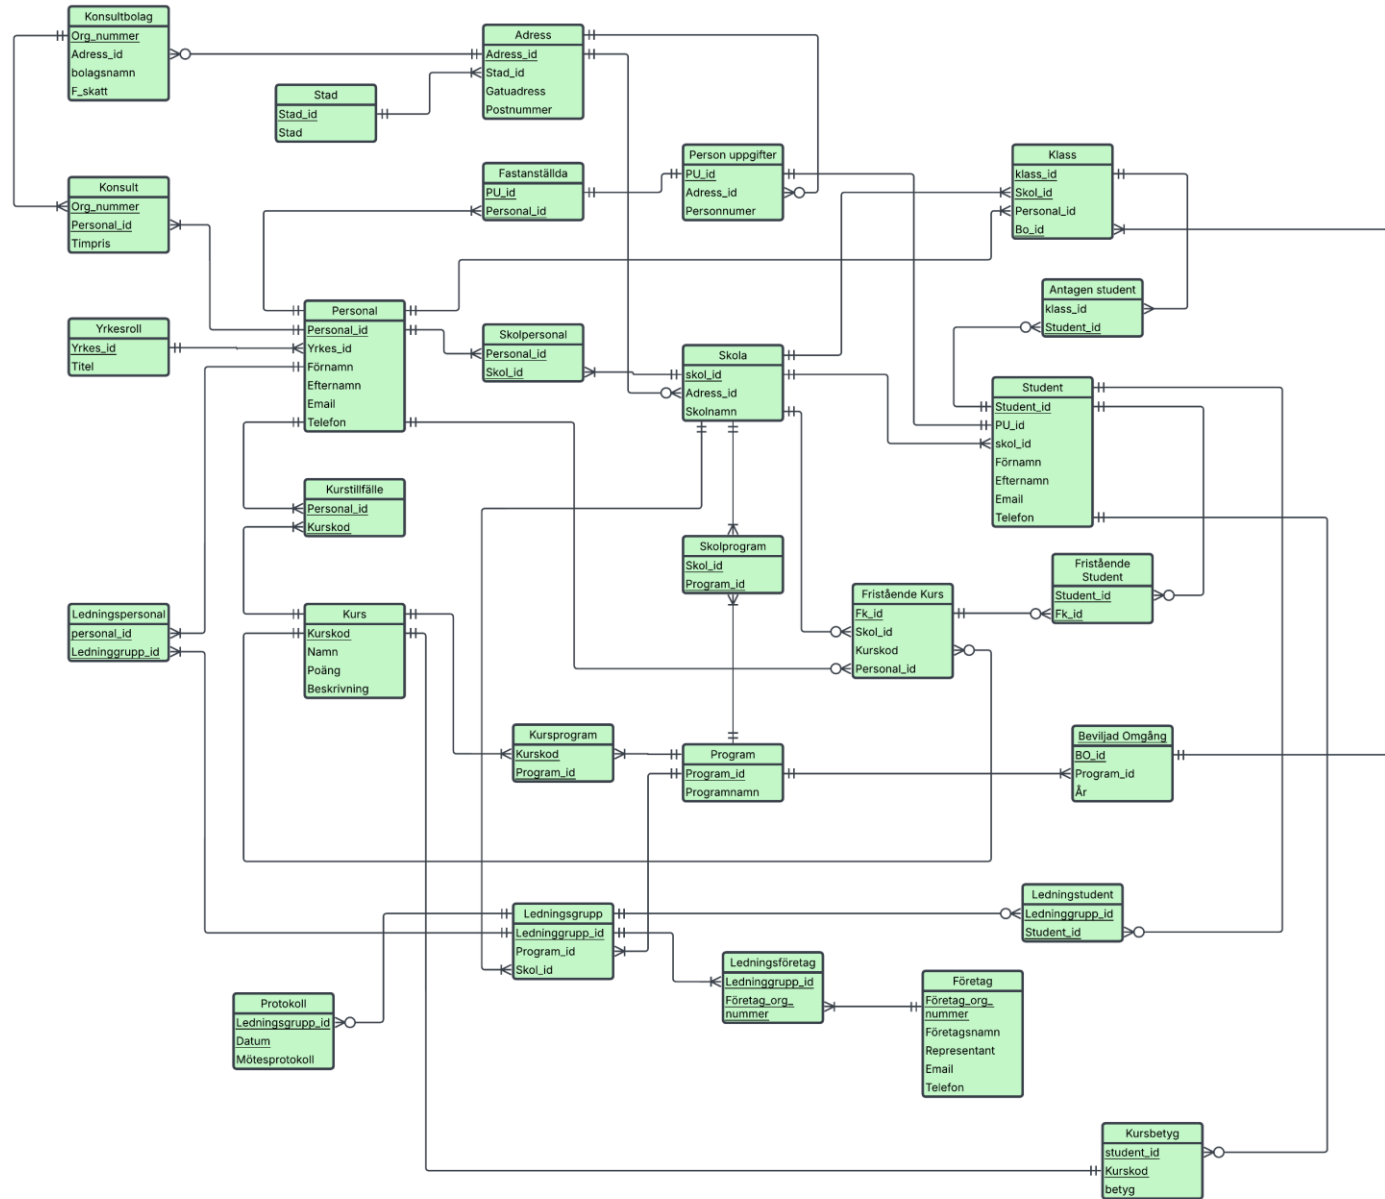 Konsultbolag
Org_nummer
Adress_id
bolagsnamn
F_skatt
Adress
Adress_id
Stad_id
Gatuadress
Postnummer
Stad
Stad_id
Stad
Konsult
Org_nummer
Personal_id
Timpris
Fastanställda
PU_id
Personal_id
Person uppgifter
PU_id
Adress_id
Personnumer
Klass
klass_id
Skol_id
Personal_id
Bo_id
Antagen student
klass_id
Student_id
Yrkesroll
Yrkes_id
Titel
Personal
Personal_id
Yrkes_id
Förnamn
Efternamn
Email
Telefon
Skolpersonal
Personal_id
Skol_id
Skola
skol_id
Adress_id
Skolnamn
Student
Student_id
PU_id
skol_id
Förnamn
Efternamn
Email
Telefon
Kurstillfälle
Personal_id
Kurskod
Skolprogram
Skol_id
Program_id
Fristående
Student
Student_id
Fk_id
Fristående Kurs
Fk_id
Skol_id
Kurskod
Personal_id
Ledningspersonal
personal_id
Ledninggrupp_id
Kurs
Kurskod
Namn
Poäng
Beskrivning
Kursprogram
Kurskod
Program_id
Program
Program_id
Programnamn
Beviljad Omgång
BO_id
Program_id
År
Ledningsgrupp
Ledninggrupp_id
Program_id
Skol_id
Ledningstudent
Ledninggrupp_id
Student_id
Ledningsföretag
Ledninggrupp_id
Företag_org_
nummer
Företag
Företag_org_
nummer
Företagsnamn
Representant
Email
Telefon
Protokoll
Ledningsgrupp_id
Datum
Mötesprotokoll
Kursbetyg
student_id
Kurskod
betyg